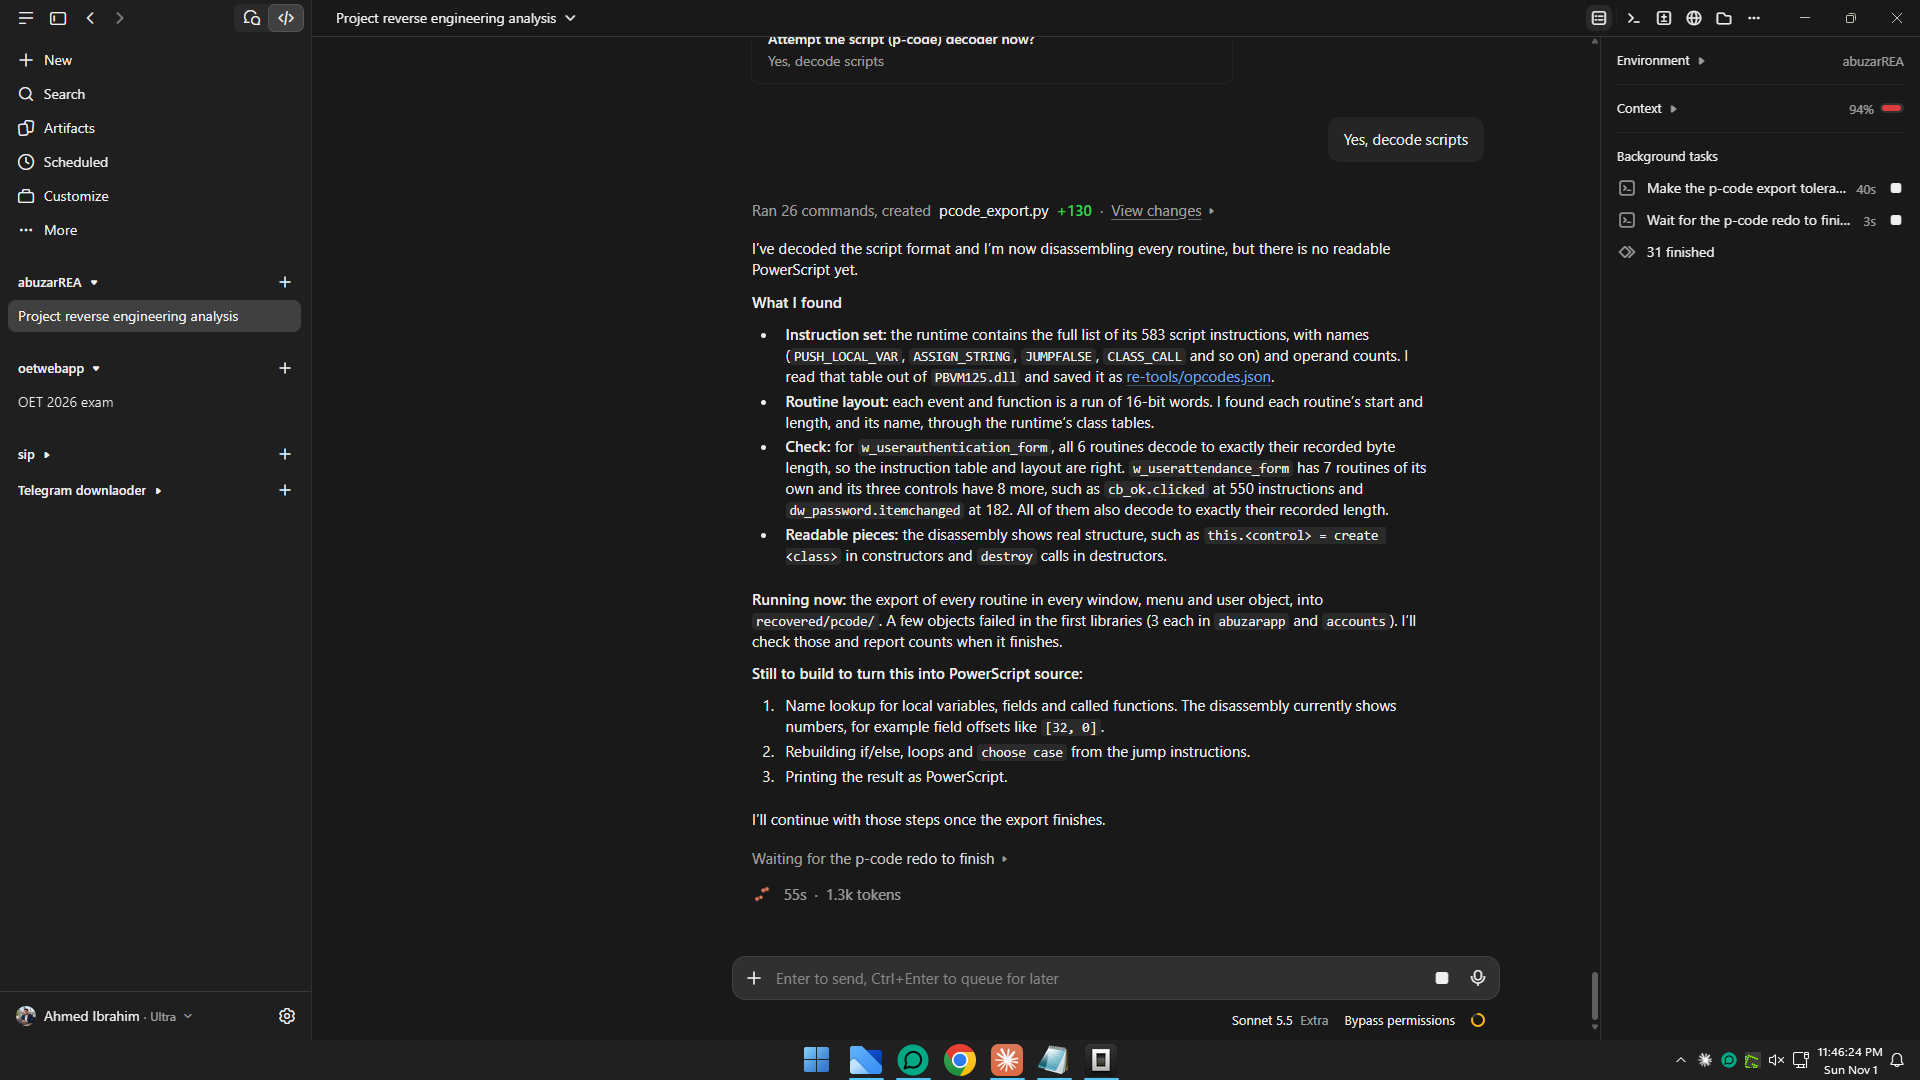 Project reverse engineering analysis
New
Search
Artifacts
Scheduled
Customize
More
abuzarREA
Project reverse engineering analysis
oetwebapp
OET 2026 exam
sip
Telegram downlaoder
Ahmed Ibrahim · Ultra
Attempt the script (p-code) decoder now?
Yes, decode scripts
Yes, decode scripts
Ran 26 commands, created pcode_export.py +130 · View changes
I've decoded the script format and I'm now disassembling every routine, but there is no readable
PowerScript yet.
What I found
• Instruction set: the runtime contains the full list of its 583 script instructions, with names
(PUSH_LOCAL_VAR, ASSIGN_STRING, JUMPFALSE, CLASS_CALL and so on) and operand counts. I
read that table out of PBVM125.dll and saved it as re-tools/opcodes.json.
• Routine layout: each event and function is a run of 16-bit words. I found each routine's start and
length, and its name, through the runtime's class tables.
• Check: for w_userauthentication_form, all 6 routines decode to exactly their recorded byte
length, so the instruction table and layout are right. w_userattendance_form has 7 routines of its
own and its three controls have 8 more, such as cb_ok.clicked at 550 instructions and
dw_password.itemchanged at 182. All of them also decode to exactly their recorded length.
• Readable pieces: the disassembly shows real structure, such as this.<control> = create
<class> in constructors and destroy calls in destructors.
Running now: the export of every routine in every window, menu and user object, into
recovered/pcode/. A few objects failed in the first libraries (3 each in abuzarapp and accounts). I'll
check those and report counts when it finishes.
Still to build to turn this into PowerScript source:
1. Name lookup for local variables, fields and called functions. The disassembly currently shows
numbers, for example field offsets like [32, 0].
2. Rebuilding if/else, loops and choose case from the jump instructions.
3. Printing the result as PowerScript.
I'll continue with those steps once the export finishes.
Waiting for the p-code redo to finish
55s · 1.3k tokens
Enter to send, Ctrl+Enter to queue for later
Sonnet 5.5 Extra Bypass permissions
Environment abuzarREA
Context 94%
Background tasks
Make the p-code export tolera... 40s
Wait for the p-code redo to fini... 3s
31 finished
11:46:24 PM
Sun Nov 1